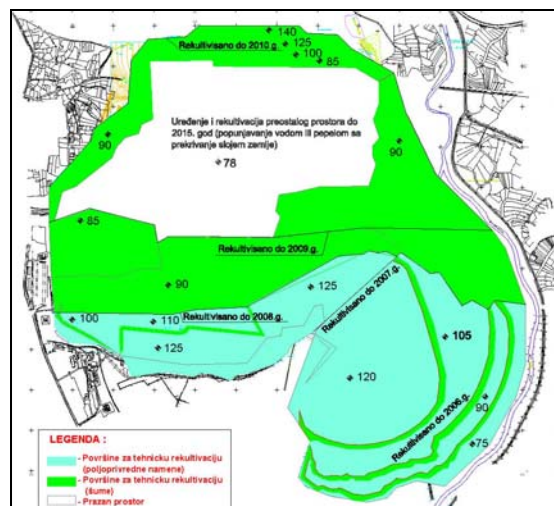 140
Rekultivisano do 2010 g.
125
100
85
Uređenje i rekultivacija preostalog prostora do
2015. god (popunjavanje vodom ili pepelom sa
prekrivanje slojem zemlje)
90
90
78
85
Rekultivisano do 2009.g.
90
125
Rekultivisano do 2007.g.
100
110
Rekultivisano do 2008.g.
125
105
120
Rekultivisano do 2006.g.
90
75
LEGENDA :
- Površine za tehnicku rekultivaciju
(poljoprivredne namene)
- Površine za tehnicku rekultivaciju
(šume)
- Prazan prostor